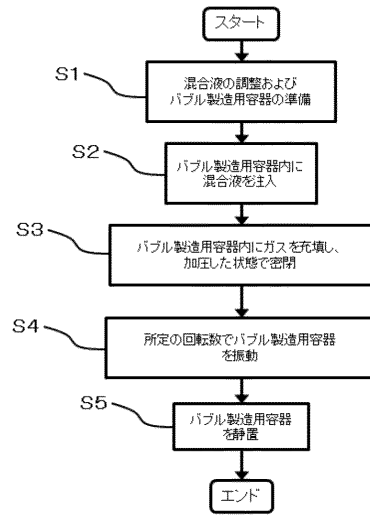 スタート
S1
混合液の調整および
バブル製造用容器の準備
S2
バブル製造用容器内に
混合液を注入
S3
バブル製造用容器内にガスを充填し、
加圧した状態で密閉
S4
所定の回転数でバブル製造用容器
を振動
S5
バブル製造用容器
を静置
エンド